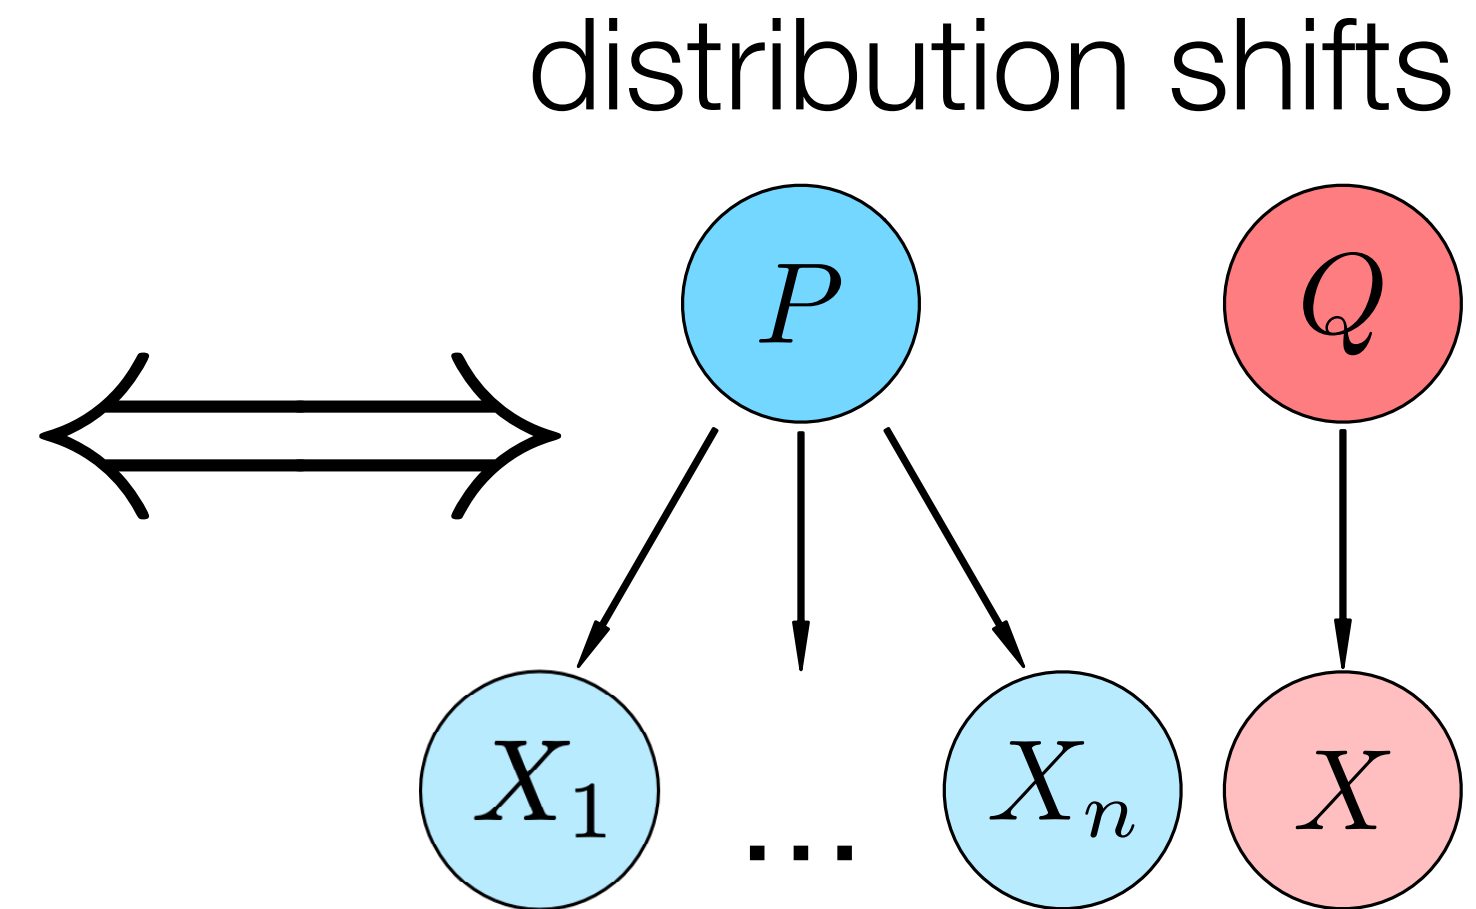 distribution shifts
P Q
X₁ ... Xₙ X